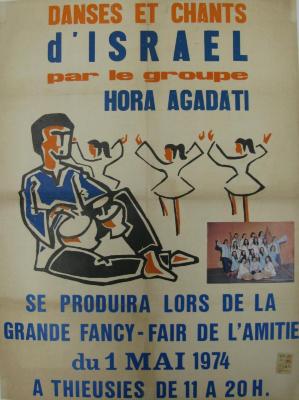 DANSES ET CHANTS
d'ISRAEL
par le groupe
HORA AGADATI
SE PRODUIRA LORS DE LA
GRANDE FANCY-FAIR DE L'AMITIE
du 1 MAI 1974
A THIEUSIES DE 11 A 20 H.